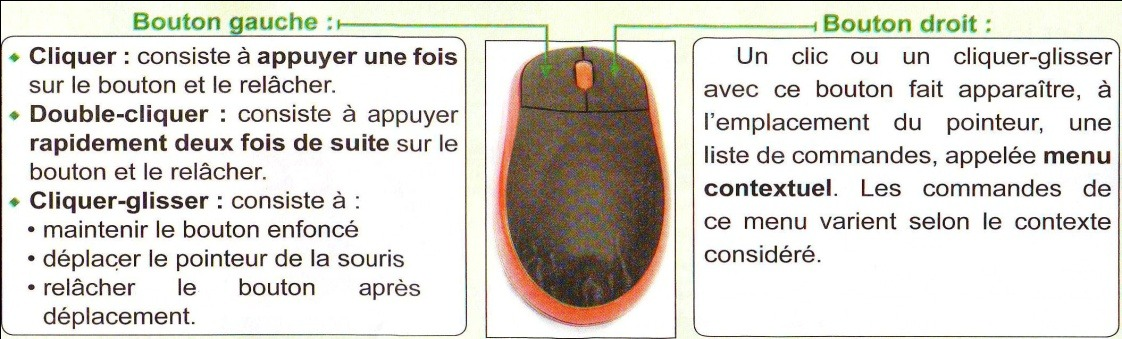 Bouton gauche :
• Cliquer : consiste à appuyer une fois
sur le bouton et le relâcher.
• Double-cliquer : consiste à appuyer
rapidement deux fois de suite sur le
bouton et le relâcher.
• Cliquer-glisser : consiste à :
• maintenir le bouton enfoncé
• déplacer le pointeur de la souris
• relâcher le bouton après
déplacement.
Bouton droit :
Un clic ou un cliquer-glisser
avec ce bouton fait apparaître, à
l'emplacement du pointeur, une
liste de commandes, appelée menu
contextuel. Les commandes de
ce menu varient selon le contexte
considéré.